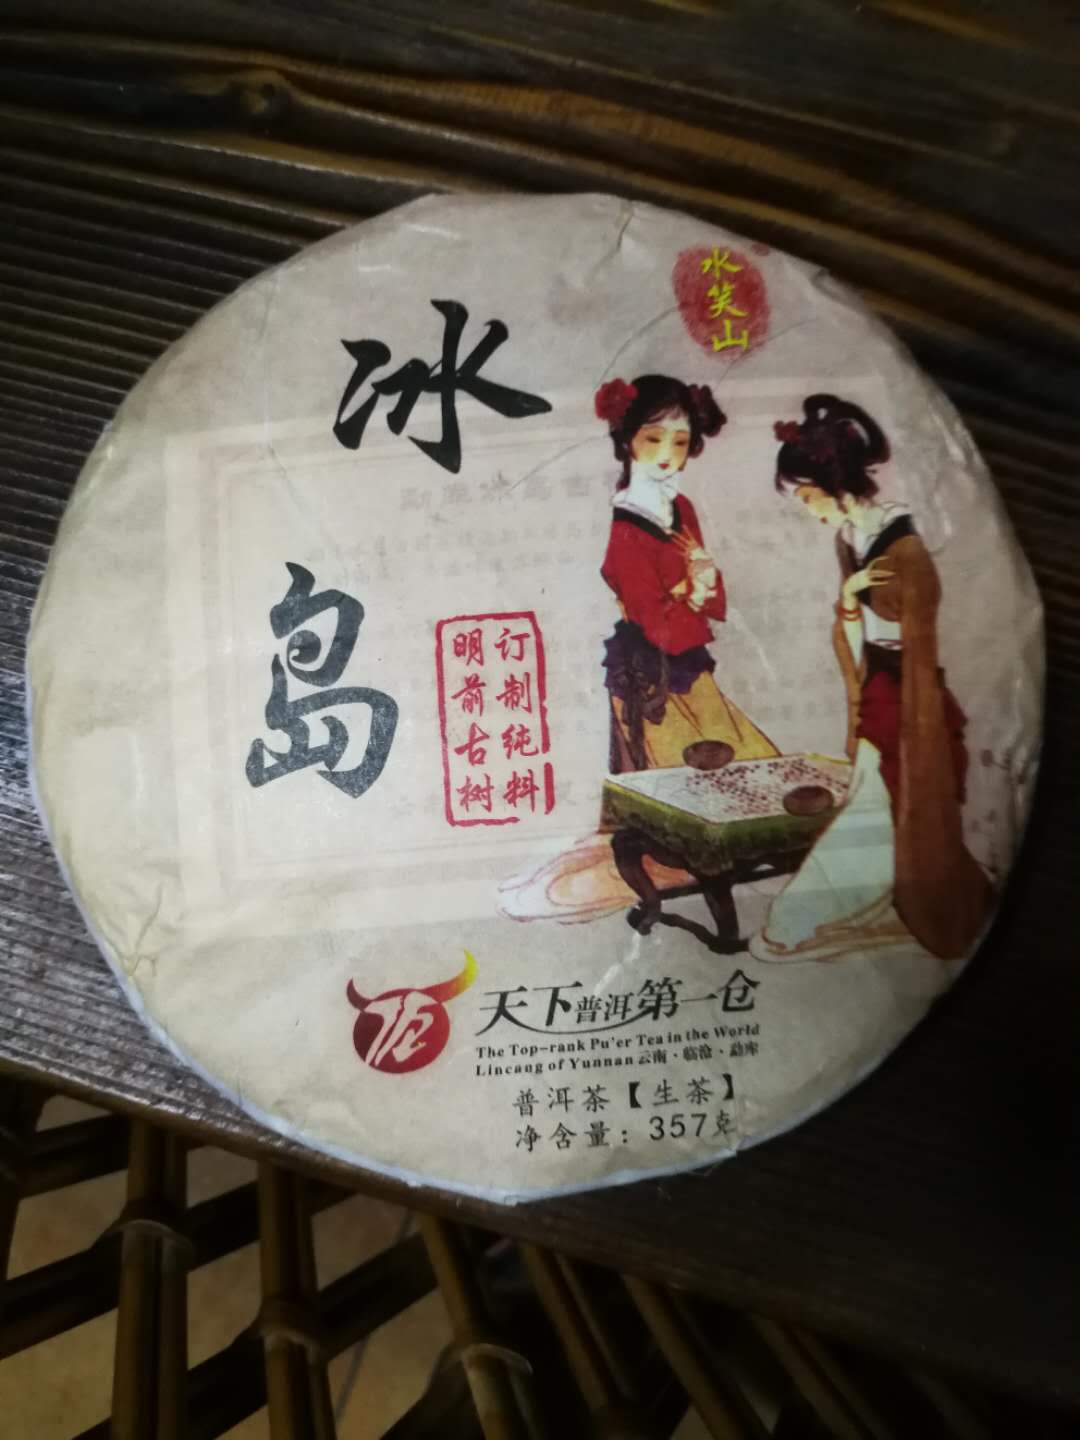 水笑山
冰
岛
订制纯料
明前古树
天下普洱第一仓
The Top-rank Pu'er Tea in the World
Lincang of Yunnan 云南·临沧·勐库
普洱茶【生茶】
净含量：357克